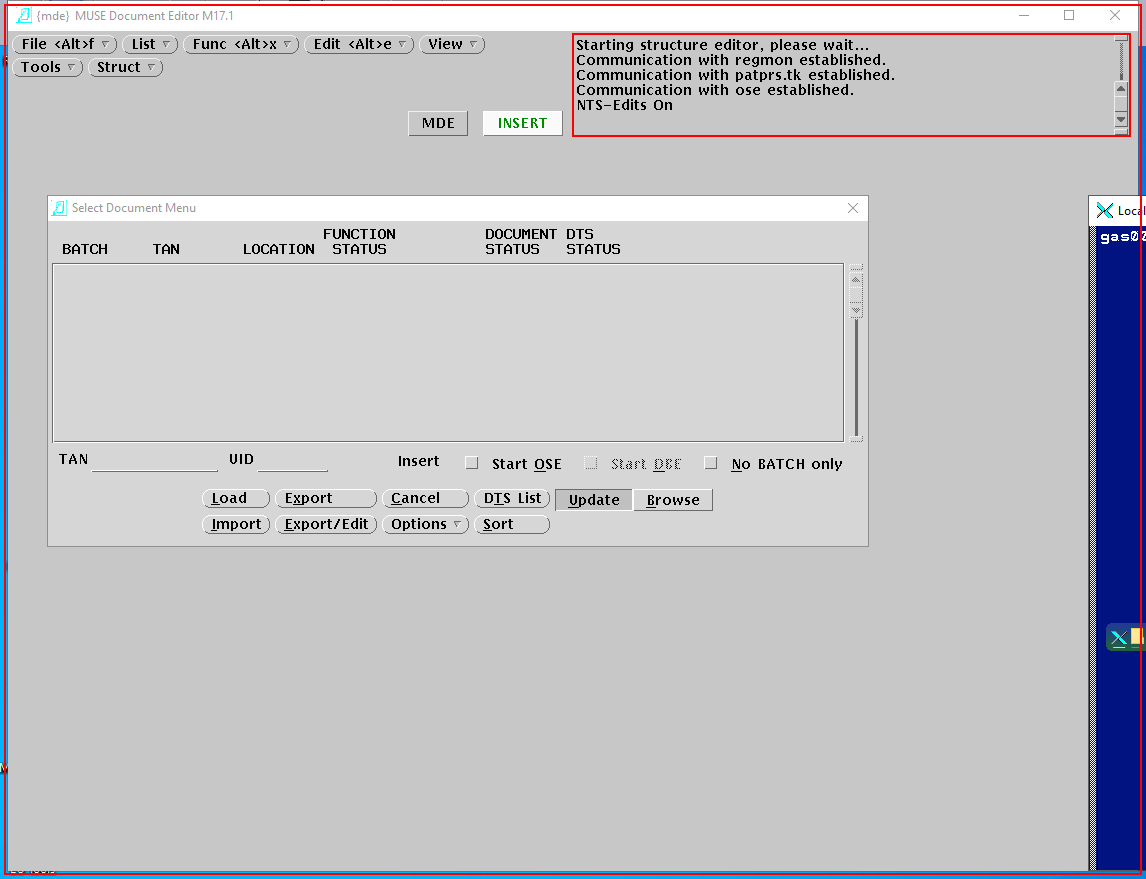 {mde} MUSE Document Editor M17.1
File <Alt>f List Func <Alt>x Edit <Alt>e View
Tools Struct
Starting structure editor, please wait...
Communication with regmon established.
Communication with patprs.tk established.
Communication with ose established.
NTS-Edits On
MDE INSERT
Select Document Menu
Local
BATCH TAN LOCATION FUNCTION STATUS DOCUMENT STATUS DTS STATUS
TAN UID Insert Start OSE Start DBE No BATCH only
Load Export Cancel DTS List Update Browse
Import Export/Edit Options Sort